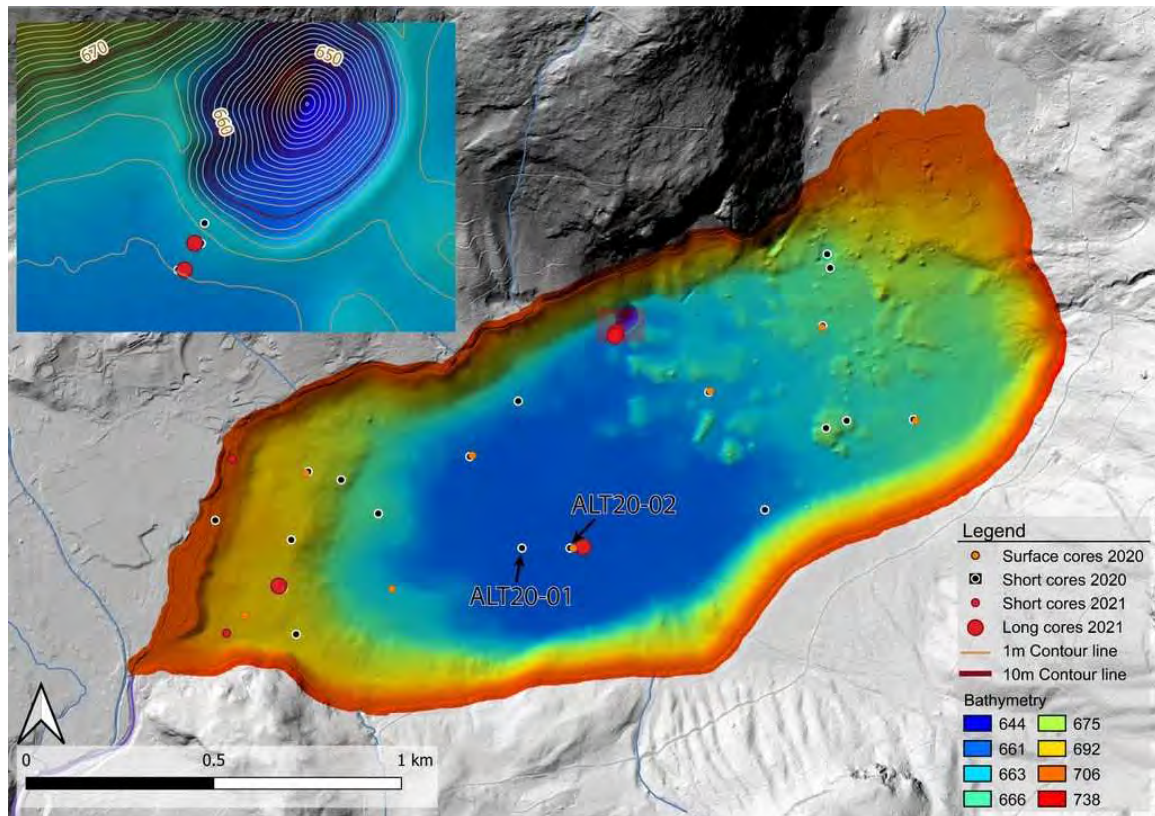 670
650
660
ALT20-02
ALT20-01
Legend
Surface cores 2020
Short cores 2020
Short cores 2021
Long cores 2021
1m Contour line
10m Contour line
Bathymetry
644 675
661 692
663 706
666 738
0 0.5 1 km